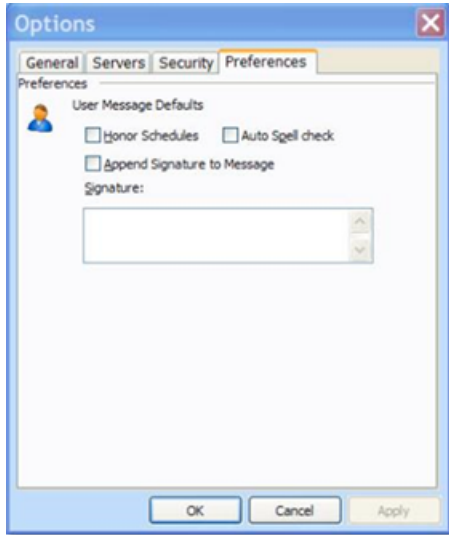 Options
General Servers Security Preferences
Preferences
User Message Defaults
Honor Schedules Auto Spell check
Append Signature to Message
Signature:
OK Cancel Apply